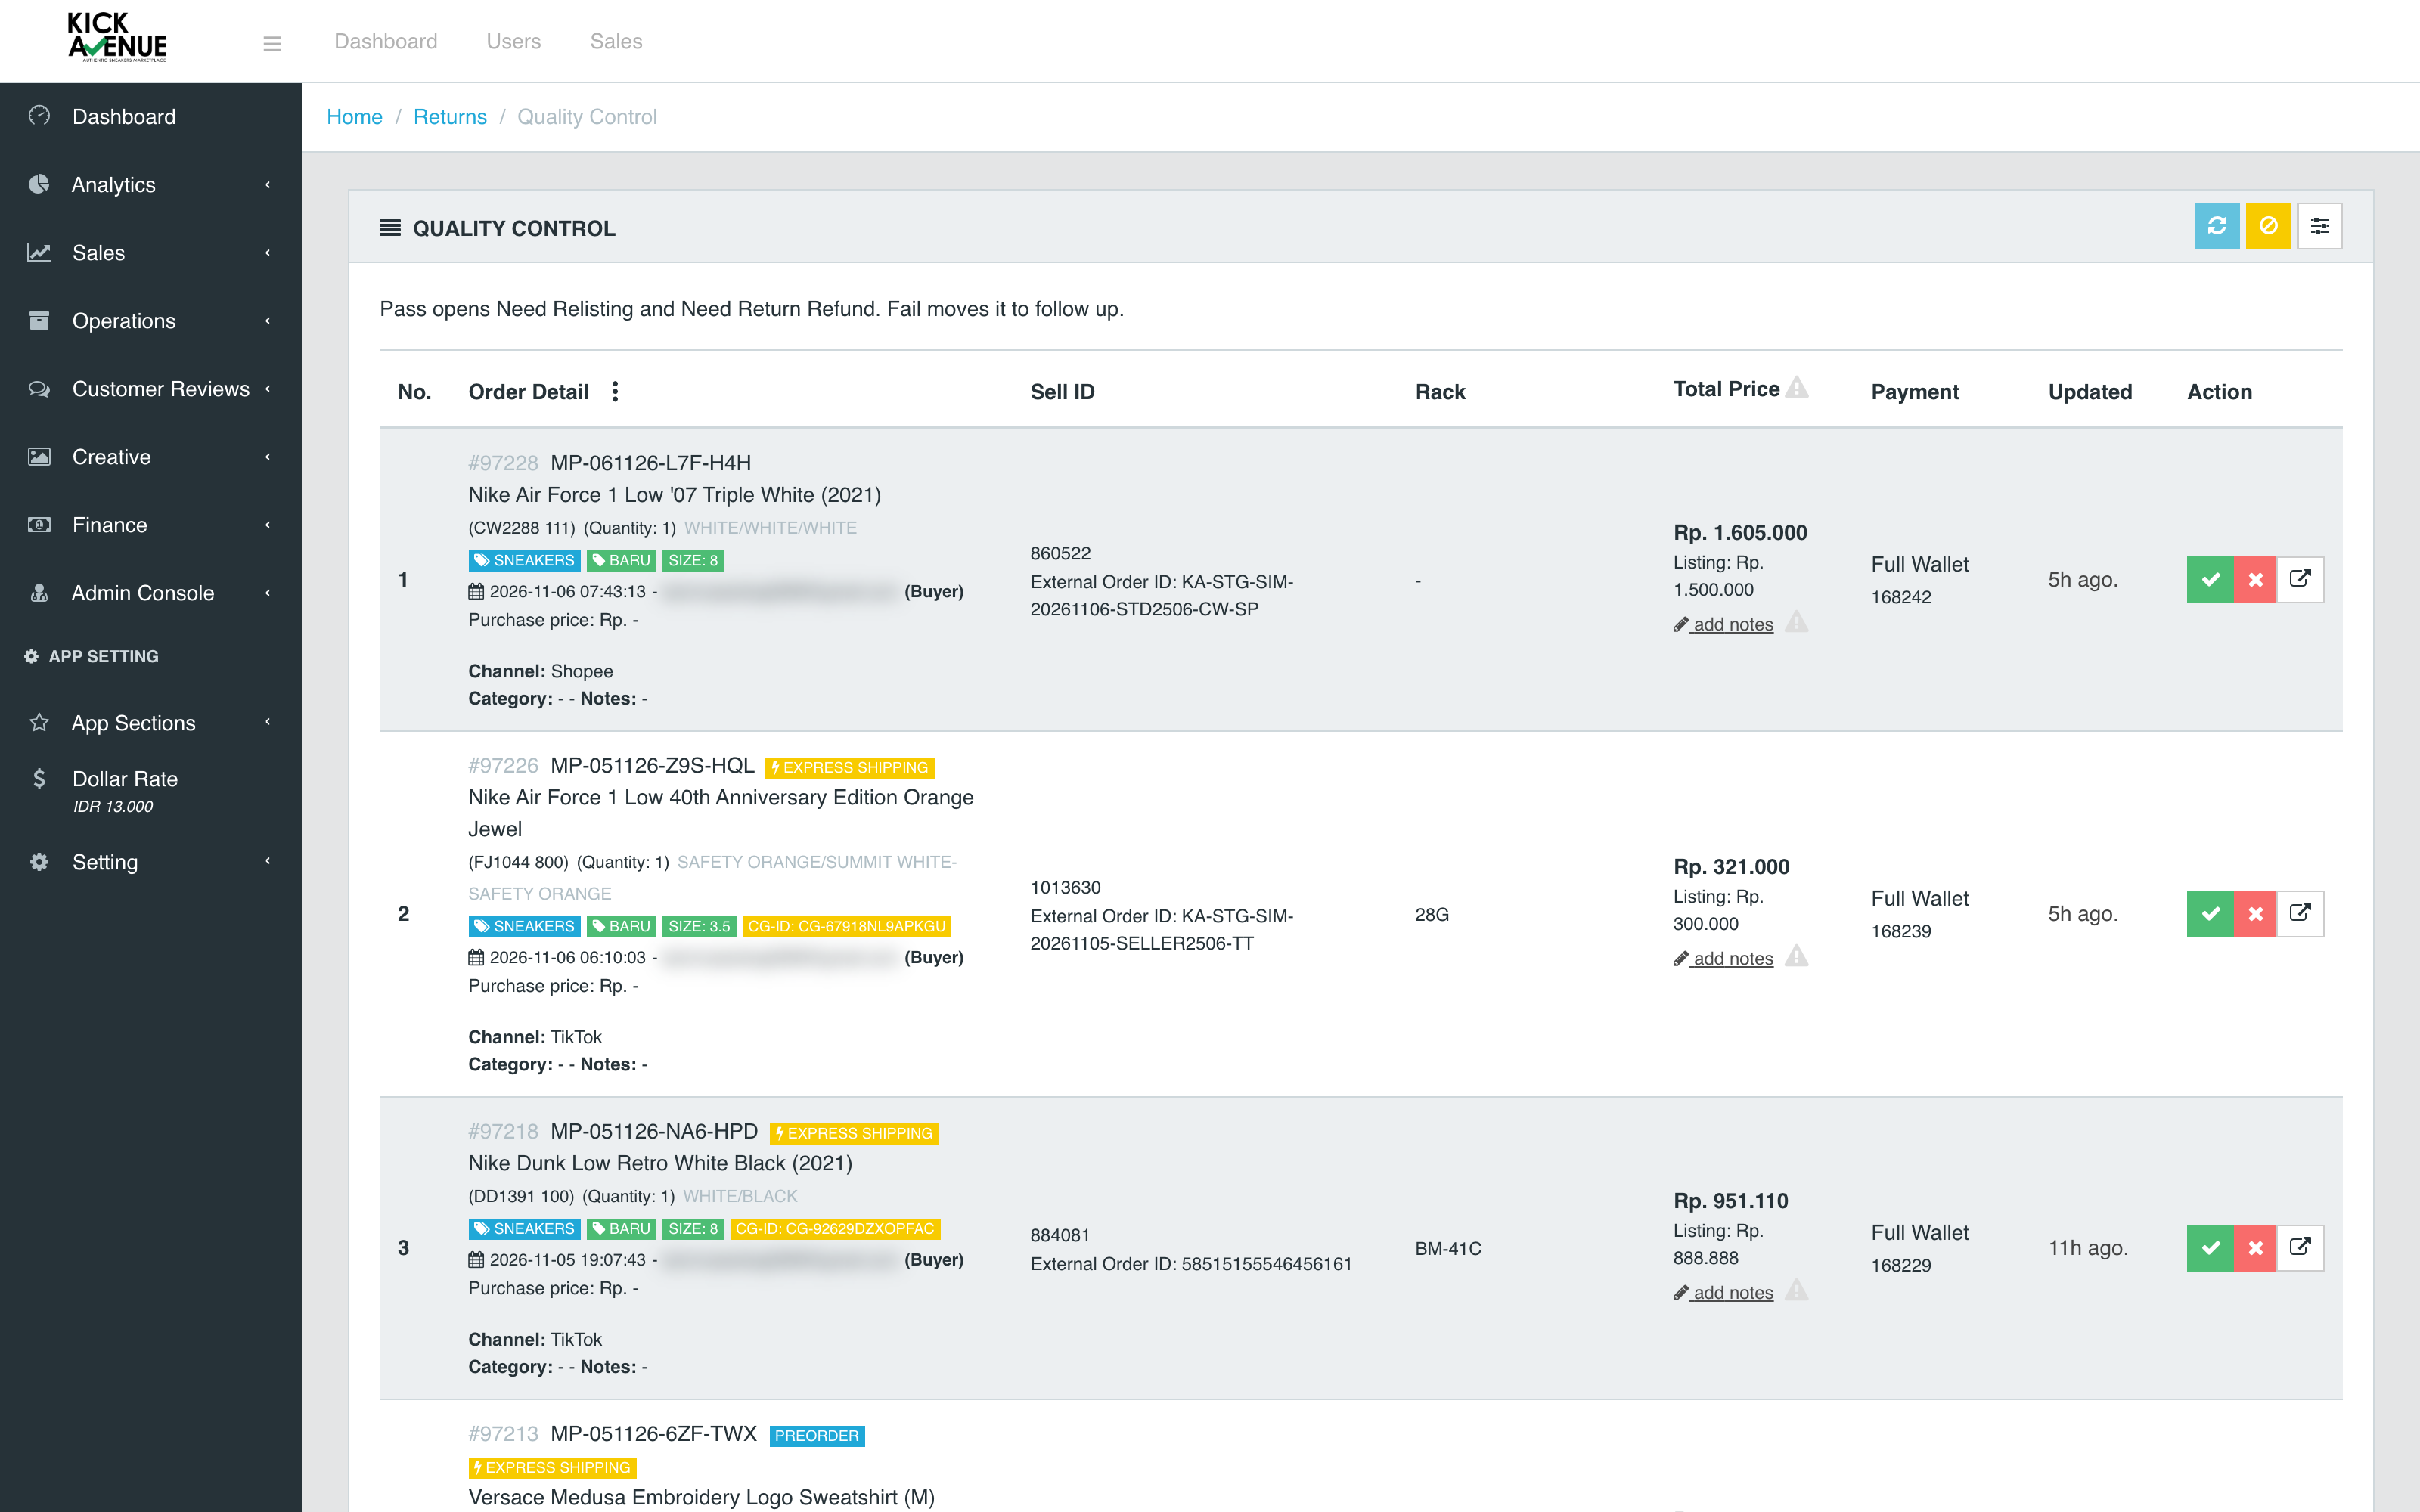 KICK
AVENUE
AUTHENTIC SNEAKERS MARKETPLACE
Dashboard Users Sales
Dashboard
Analytics
Sales
Operations
Customer Reviews
Creative
Finance
Admin Console
APP SETTING
App Sections
Dollar Rate
IDR 13.000
Setting
Home / Returns / Quality Control
QUALITY CONTROL
Pass opens Need Relisting and Need Return Refund. Fail moves it to follow up.
No. Order Detail Sell ID Rack Total Price Payment Updated Action
1
#97228 MP-061126-L7F-H4H
Nike Air Force 1 Low '07 Triple White (2021)
(CW2288 111) (Quantity: 1) WHITE/WHITE/WHITE
SNEAKERS BARU SIZE: 8
2026-11-06 07:43:13 - (Buyer)
Purchase price: Rp. -
Channel: Shopee
Category: - - Notes: -
860522
External Order ID: KA-STG-SIM-
20261106-STD2506-CW-SP
-
Rp. 1.605.000
Listing: Rp.
1.500.000
add notes
Full Wallet
168242
5h ago.
2
#97226 MP-051126-Z9S-HQL EXPRESS SHIPPING
Nike Air Force 1 Low 40th Anniversary Edition Orange
Jewel
(FJ1044 800) (Quantity: 1) SAFETY ORANGE/SUMMIT WHITE-
SAFETY ORANGE
SNEAKERS BARU SIZE: 3.5 CG-ID: CG-67918NL9APKGU
2026-11-06 06:10:03 - (Buyer)
Purchase price: Rp. -
Channel: TikTok
Category: - - Notes: -
1013630
External Order ID: KA-STG-SIM-
20261105-SELLER2506-TT
28G
Rp. 321.000
Listing: Rp.
300.000
add notes
Full Wallet
168239
5h ago.
3
#97218 MP-051126-NA6-HPD EXPRESS SHIPPING
Nike Dunk Low Retro White Black (2021)
(DD1391 100) (Quantity: 1) WHITE/BLACK
SNEAKERS BARU SIZE: 8 CG-ID: CG-92629DZXOPFAC
2026-11-05 19:07:43 - (Buyer)
Purchase price: Rp. -
Channel: TikTok
Category: - - Notes: -
884081
External Order ID: 58515155546456161
BM-41C
Rp. 951.110
Listing: Rp.
888.888
add notes
Full Wallet
168229
11h ago.
#97213 MP-051126-6ZF-TWX PREORDER
EXPRESS SHIPPING
Versace Medusa Embroidery Logo Sweatshirt (M)